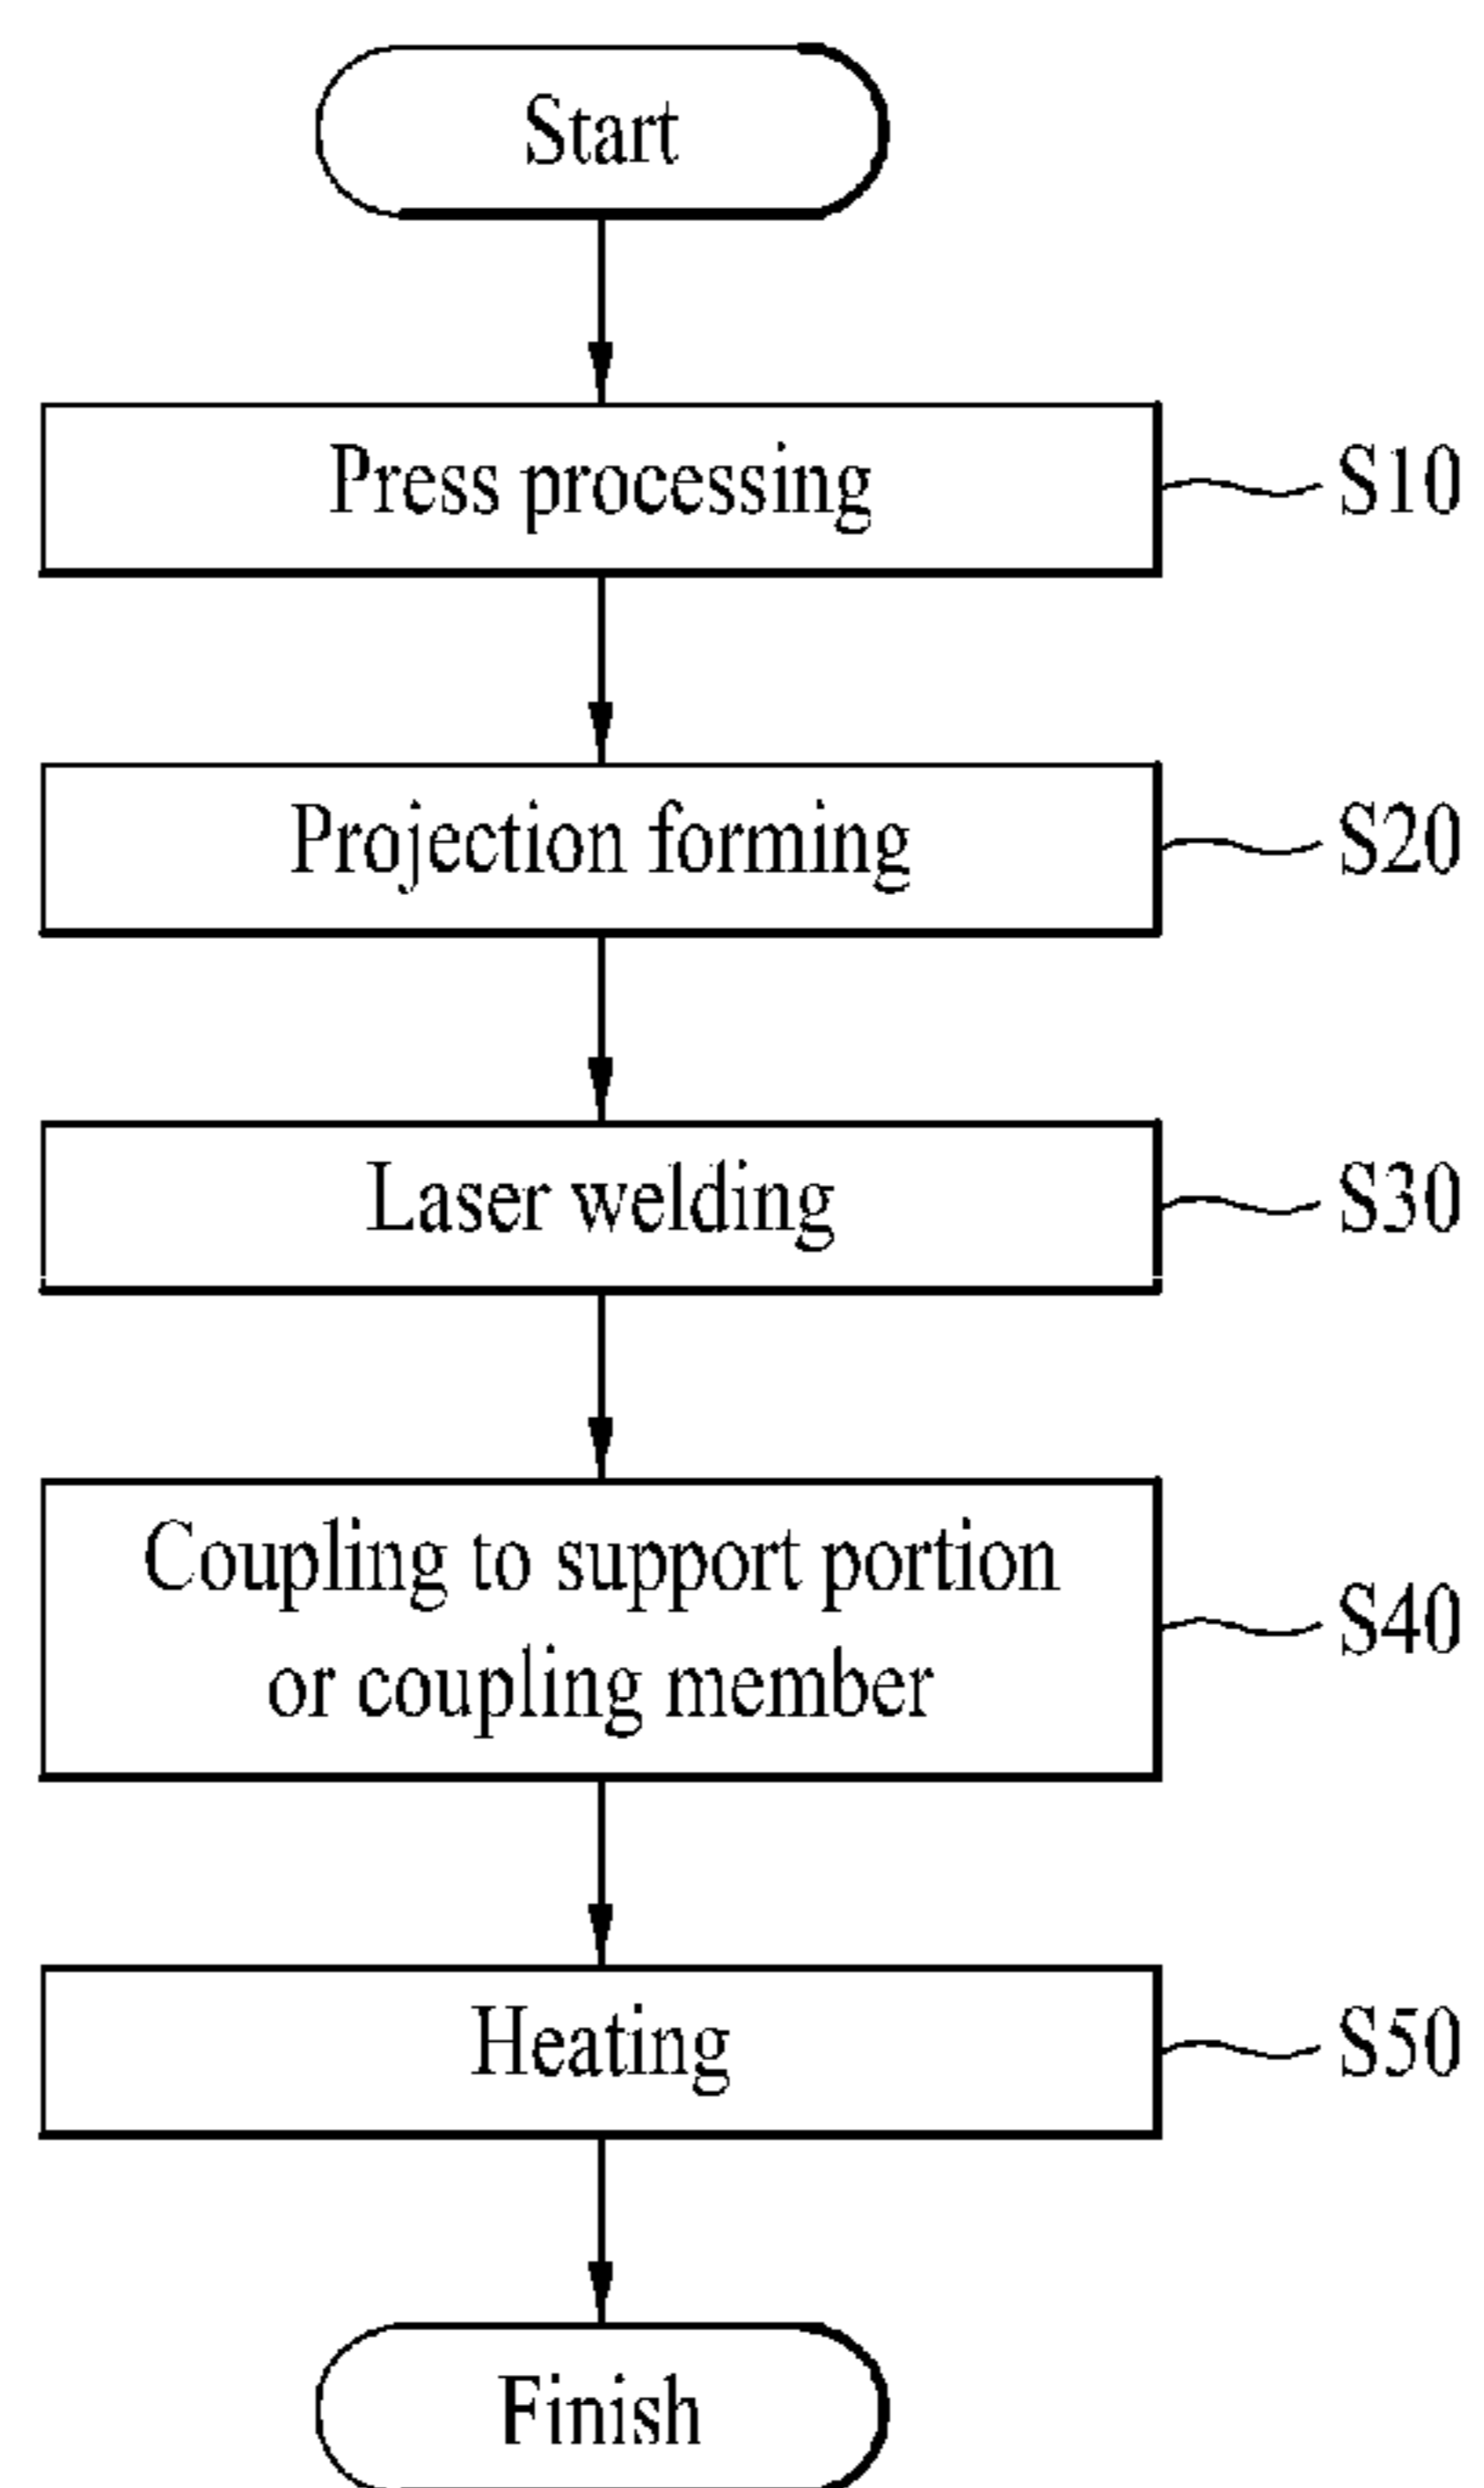 Start
Press processing
S10
Projection forming
S20
Laser welding
S30
Coupling to support portion
or coupling member
S40
Heating
S50
Finish